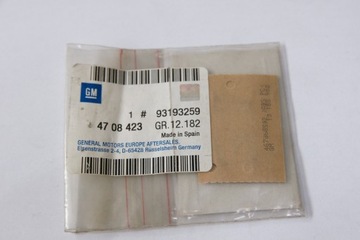 GM
1 # 93193259
47 08 423 GR.12.182
Made in Spain
GENERAL MOTORS EUROPE AFTERSALES
Eisenstrasse 2-4, D-65428 Rüsselsheim Germany